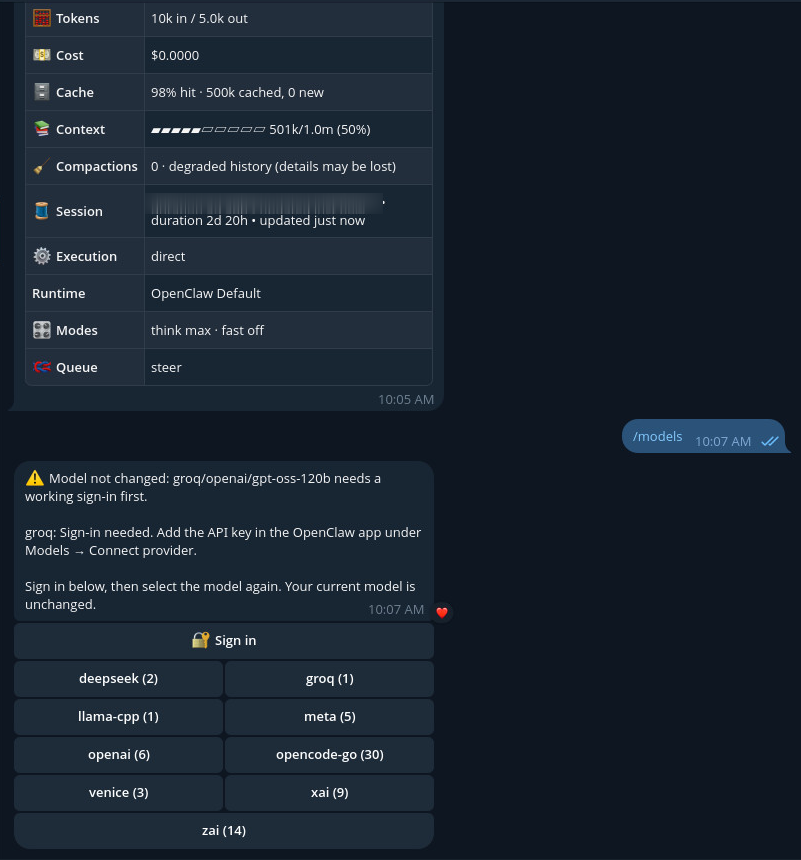 Tokens 10k in / 5.0k out
Cost $0.0000
Cache 98% hit · 500k cached, 0 new
Context ▰▰▰▰▰▱▱▱▱▱ 501k/1.0m (50%)
Compactions 0 · degraded history (details may be lost)
Session
duration 2d 20h • updated just now
Execution direct
Runtime OpenClaw Default
Modes think max · fast off
Queue steer
10:05 AM
/models 10:07 AM
⚠️ Model not changed: groq/openai/gpt-oss-120b needs a
working sign-in first.
groq: Sign-in needed. Add the API key in the OpenClaw app under
Models → Connect provider.
Sign in below, then select the model again. Your current model is
unchanged.
10:07 AM
🔐 Sign in
deepseek (2) groq (1)
llama-cpp (1) meta (5)
openai (6) opencode-go (30)
venice (3) xai (9)
zai (14)